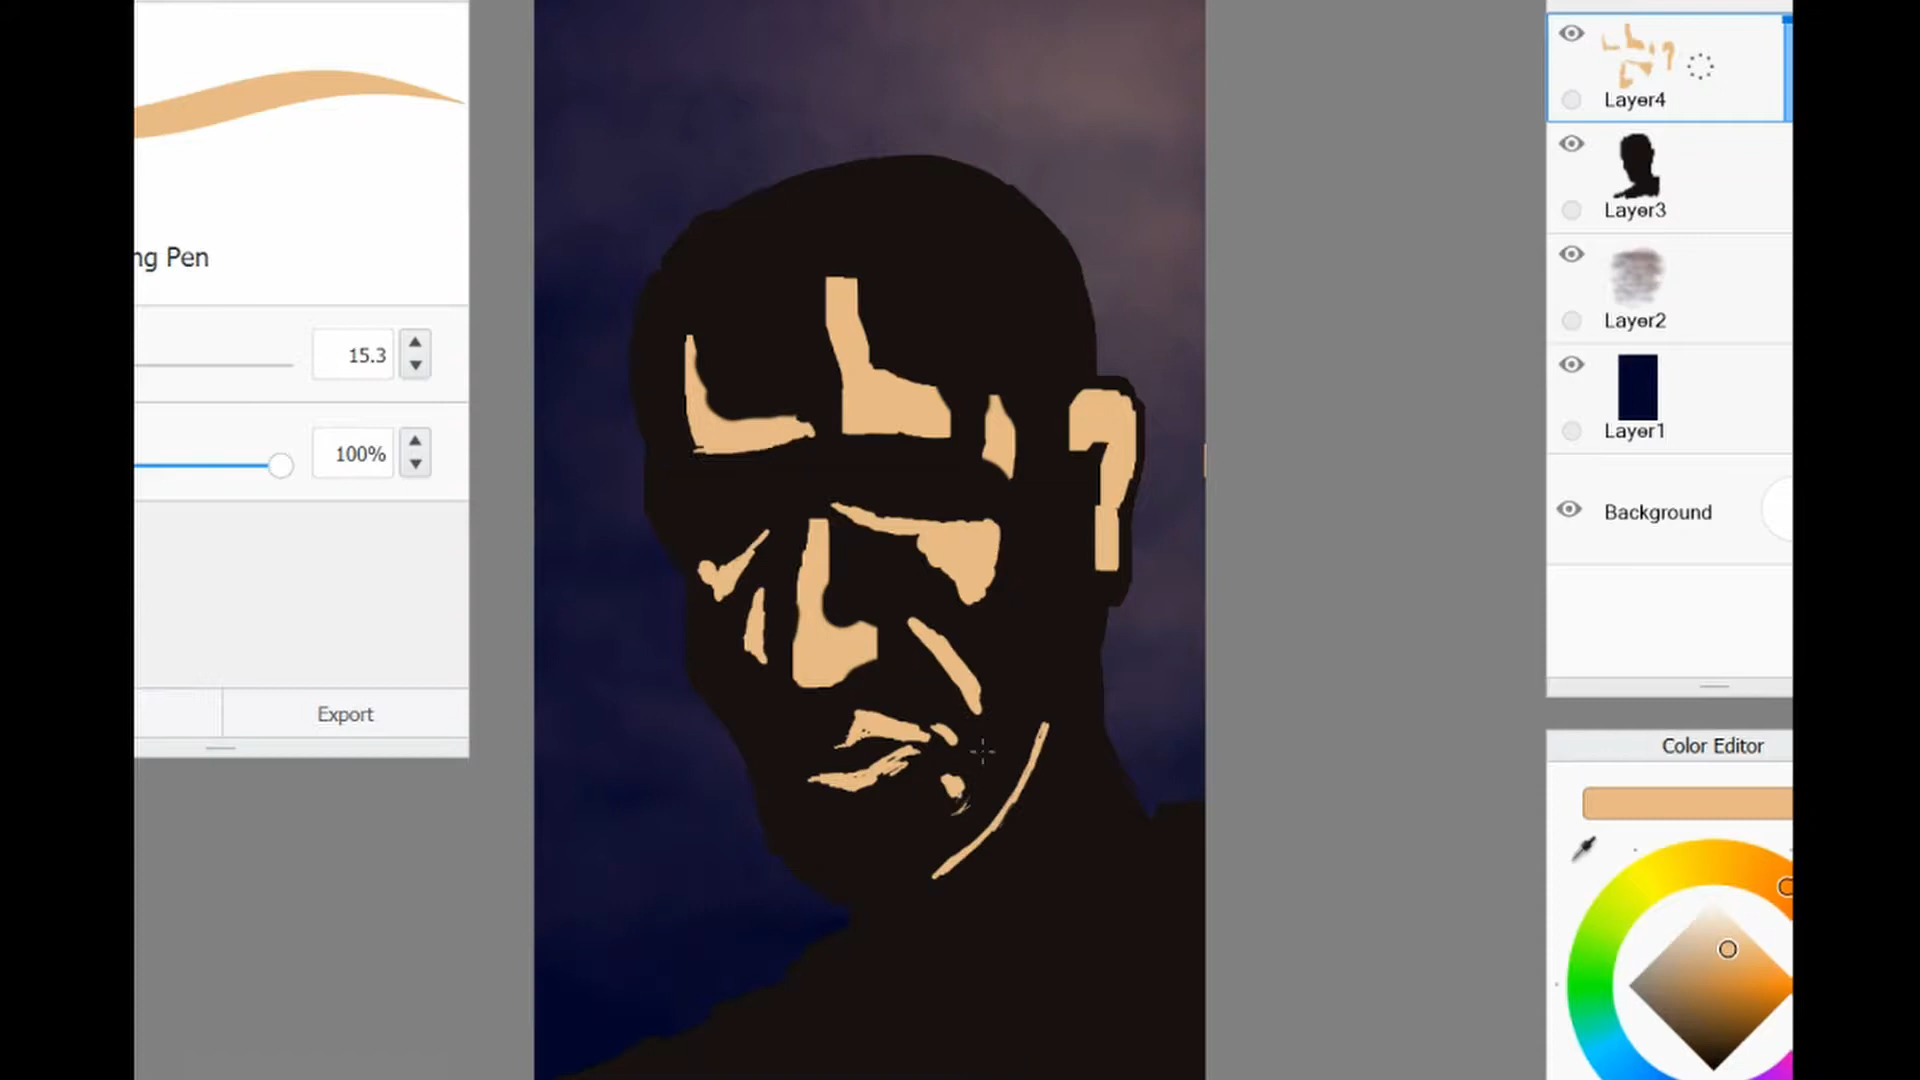 ng Pen
15.3
100%
Export
Layer4
Layer3
Layer2
Layer1
Background
Color Editor